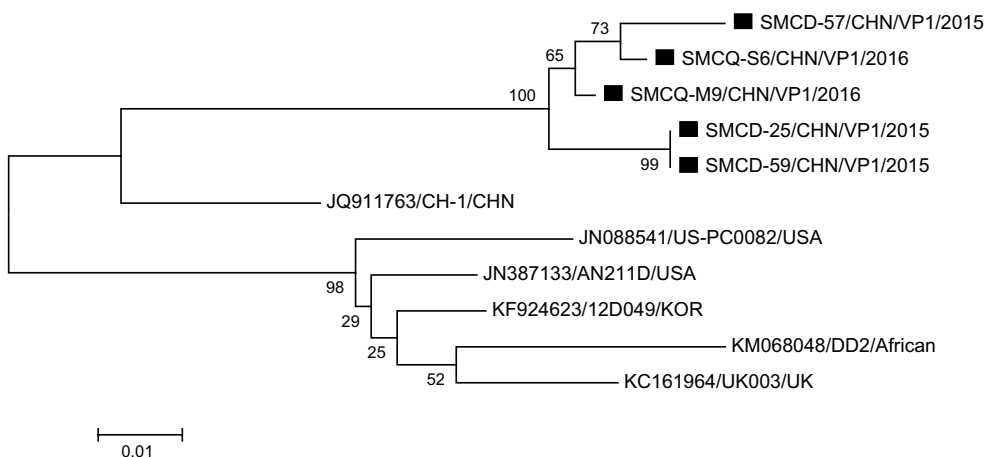 SMCD-57/CHN/VP1/2015
73
SMCQ-S6/CHN/VP1/2016
65
SMCQ-M9/CHN/VP1/2016
100
SMCD-25/CHN/VP1/2015
99
SMCD-59/CHN/VP1/2015
JQ911763/CH-1/CHN
JN088541/US-PC0082/USA
98
JN387133/AN211D/USA
29
KF924623/12D049/KOR
25
KM068048/DD2/African
52
KC161964/UK003/UK
0.01